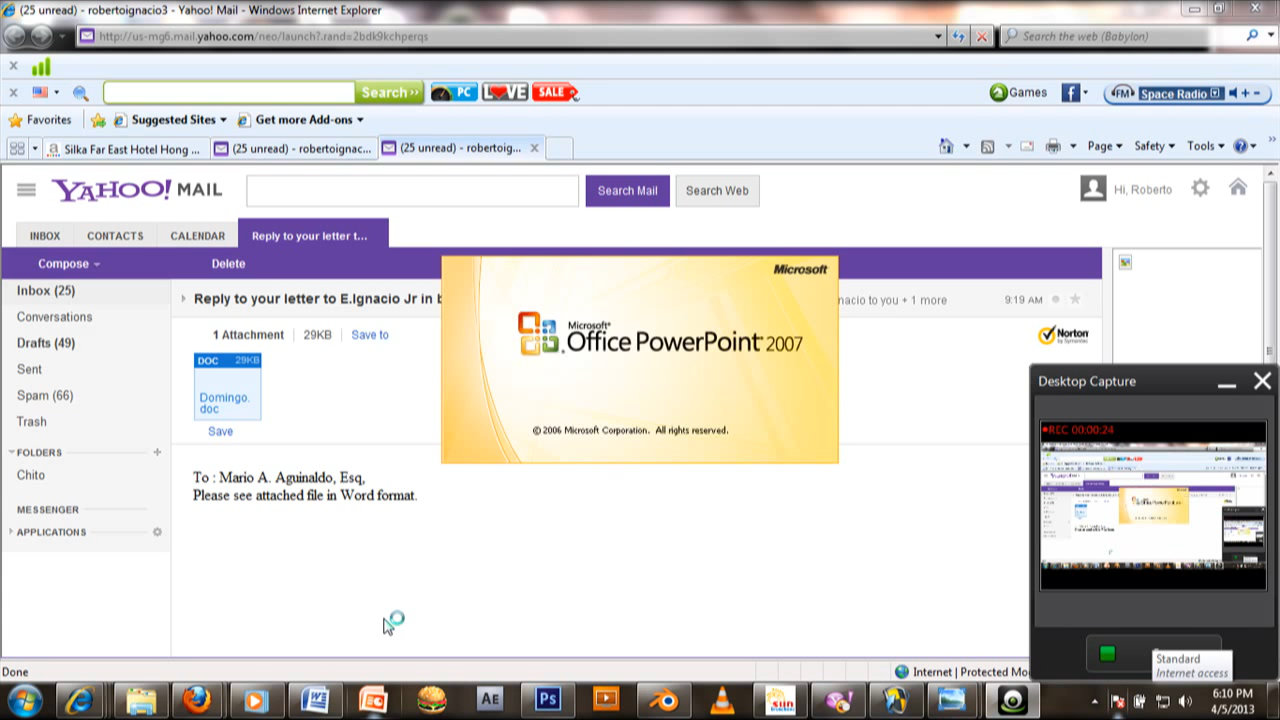 (25 unread) - robertoignacio3 - Yahoo! Mail - Windows Internet Explorer
http://us-mg6.mail.yahoo.com/neo/launch?.rand=2bdk9kchperqs
Search the web (Babylon)
Search ››
PC
LOVE
SALE
Games
FM
Space Radio
Favorites
Suggested Sites
Get more Add-ons
Silka Far East Hotel Hong ...
(25 unread) - robertoignac...
(25 unread) - robertoig...
Page
Safety
Tools
YAHOO! MAIL
Search Mail
Search Web
Hi, Roberto
INBOX
CONTACTS
CALENDAR
Reply to your letter t...
Compose
Delete
Inbox (25)
Conversations
Drafts (49)
Sent
Spam (66)
Trash
FOLDERS
Chito
MESSENGER
APPLICATIONS
Reply to your letter to E.Ignacio Jr in b
nacio to you + 1 more
9:19 AM
1 Attachment
29KB
Save to
Norton
by Symantec
DOC 29KB
Domingo.
doc
Save
To : Mario A. Aguinaldo, Esq,
Please see attached file in Word format.
Microsoft
Microsoft®
Office PowerPoint® 2007
© 2006 Microsoft Corporation. All rights reserved.
Desktop Capture
REC 00:00:24
Standard
Internet access
Done
Internet | Protected Mo
Ae
Ps
6:10 PM
4/5/2013